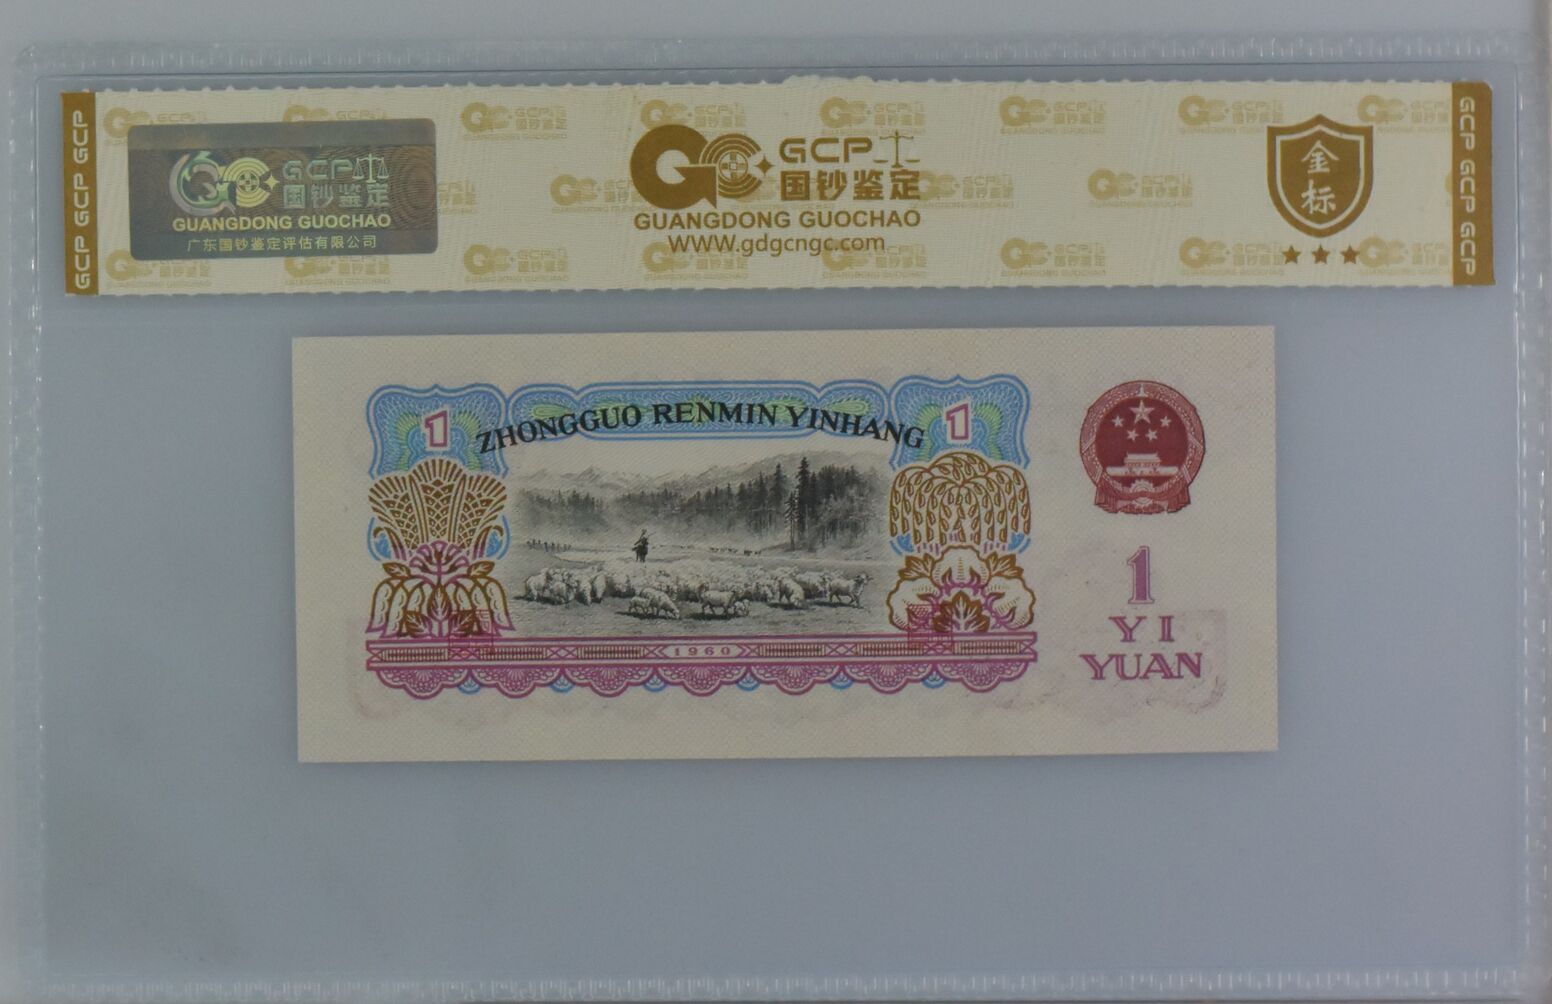 GCP GCP GCP
GCP
国钞鉴定
GUANGDONG GUOCHAO
广东国钞鉴定评估有限公司
GCP
国钞鉴定
GUANGDONG GUOCHAO
WWW.gdgcngc.com
金
标
GCP GCP GCP
1
ZHONGGUO RENMIN YINHANG
1
1960
1
YI
YUAN